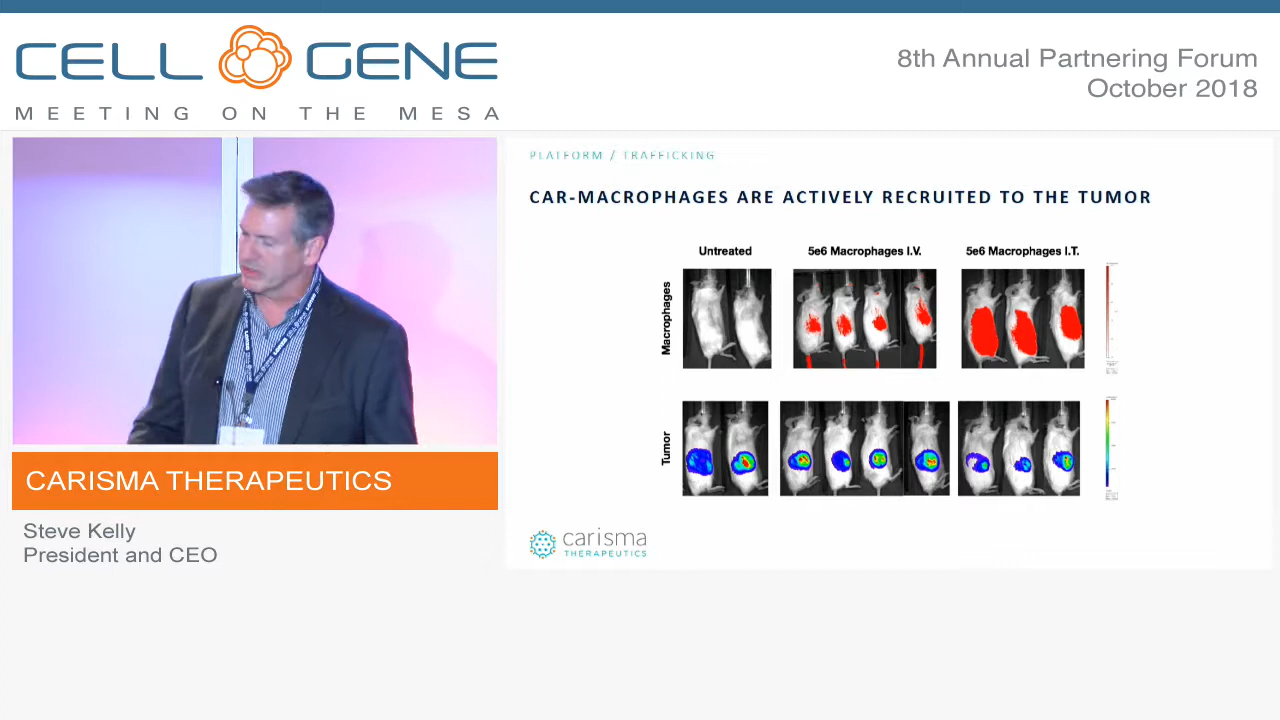 CELL GENE
MEETING ON THE MESA
8th Annual Partnering Forum
October 2018
PLATFORM / TRAFFICKING
CAR-MACROPHAGES ARE ACTIVELY RECRUITED TO THE TUMOR
Untreated
5e6 Macrophages I.V.
5e6 Macrophages I.T.
Macrophages
Tumor
carisma
THERAPEUTICS
CARISMA THERAPEUTICS
Steve Kelly
President and CEO